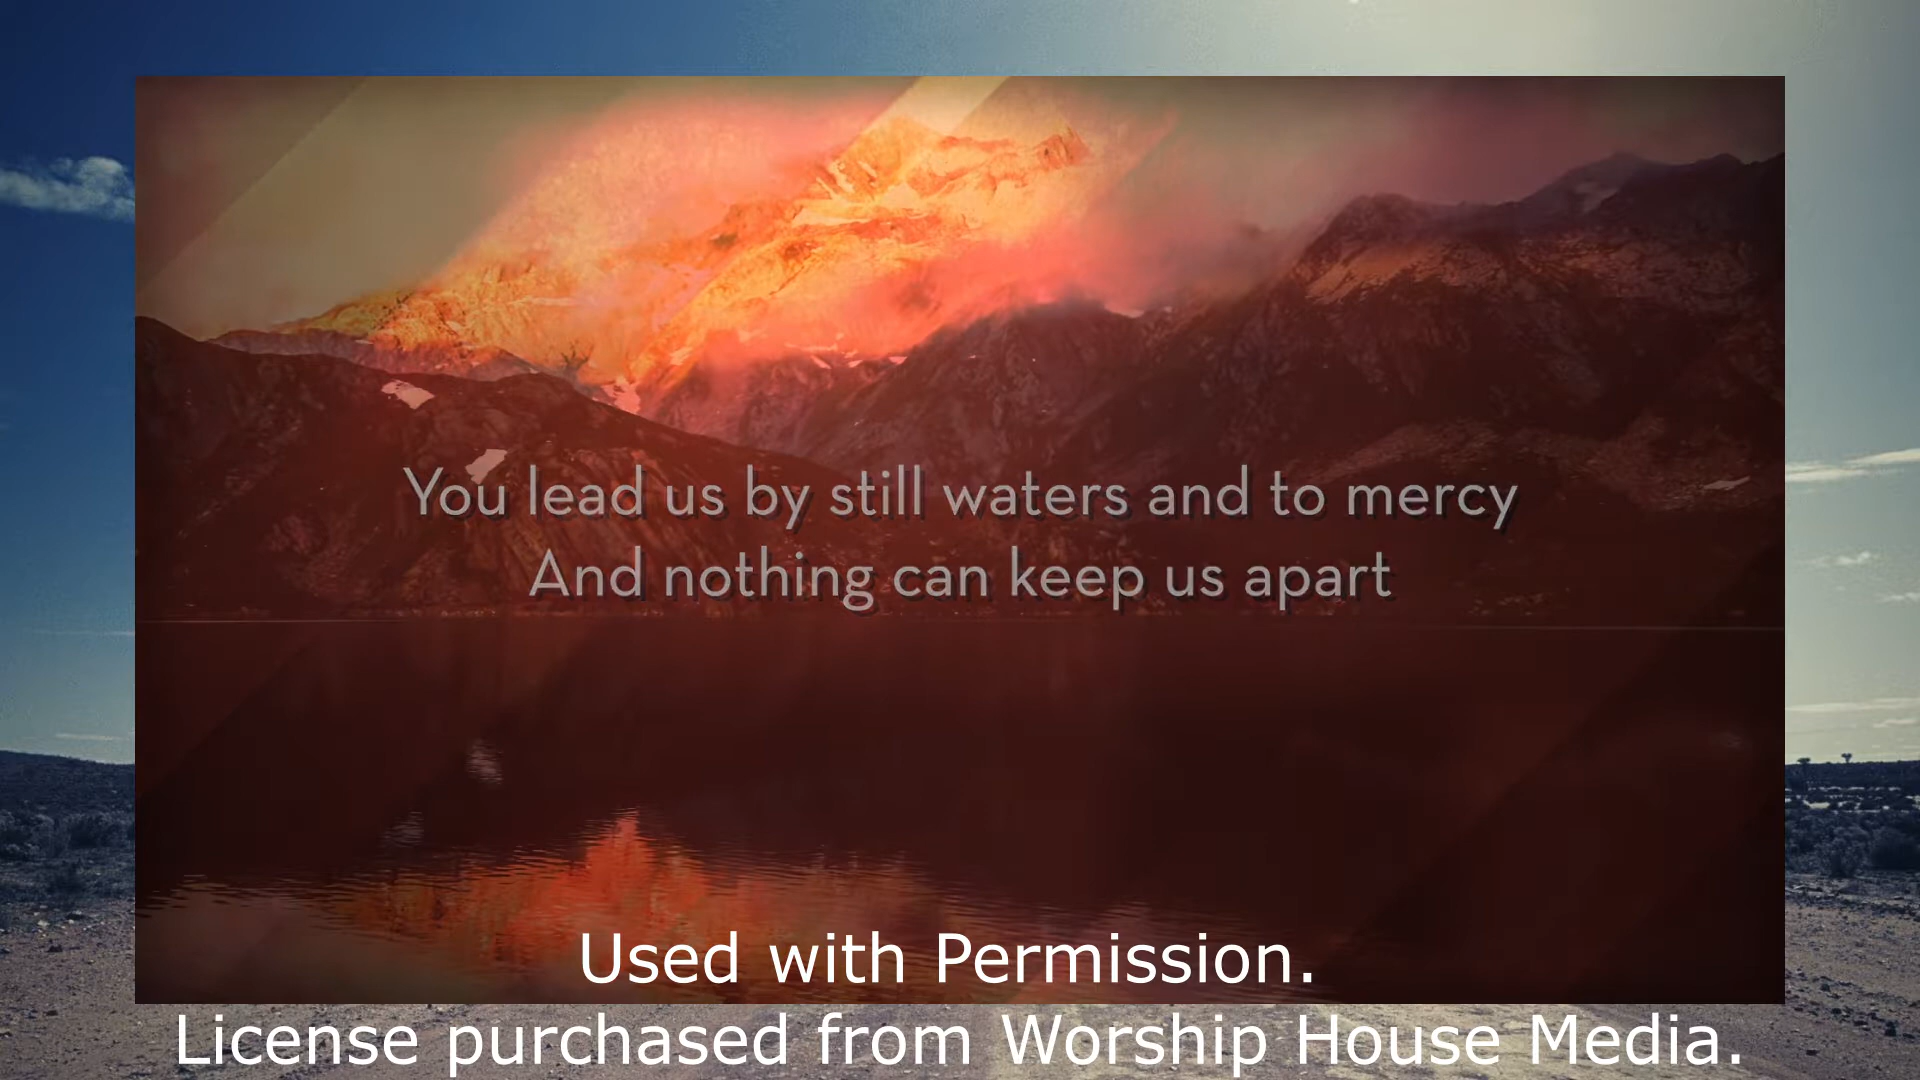 You lead us by still waters and to mercy
And nothing can keep us apart
Used with Permission.
License purchased from Worship House Media.